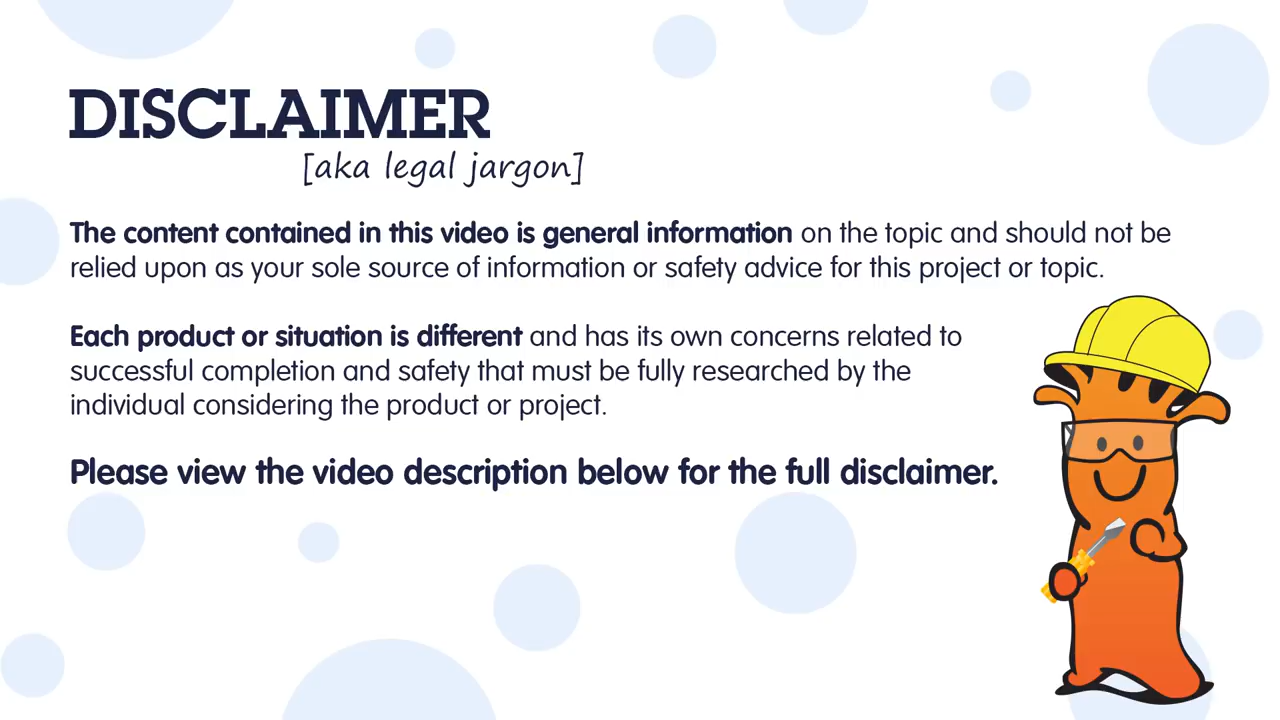 DISCLAIMER
[aka legal jargon]
The content contained in this video is general information on the topic and should not be
relied upon as your sole source of information or safety advice for this project or topic.
Each product or situation is different and has its own concerns related to
successful completion and safety that must be fully researched by the
individual considering the product or project.
Please view the video description below for the full disclaimer.